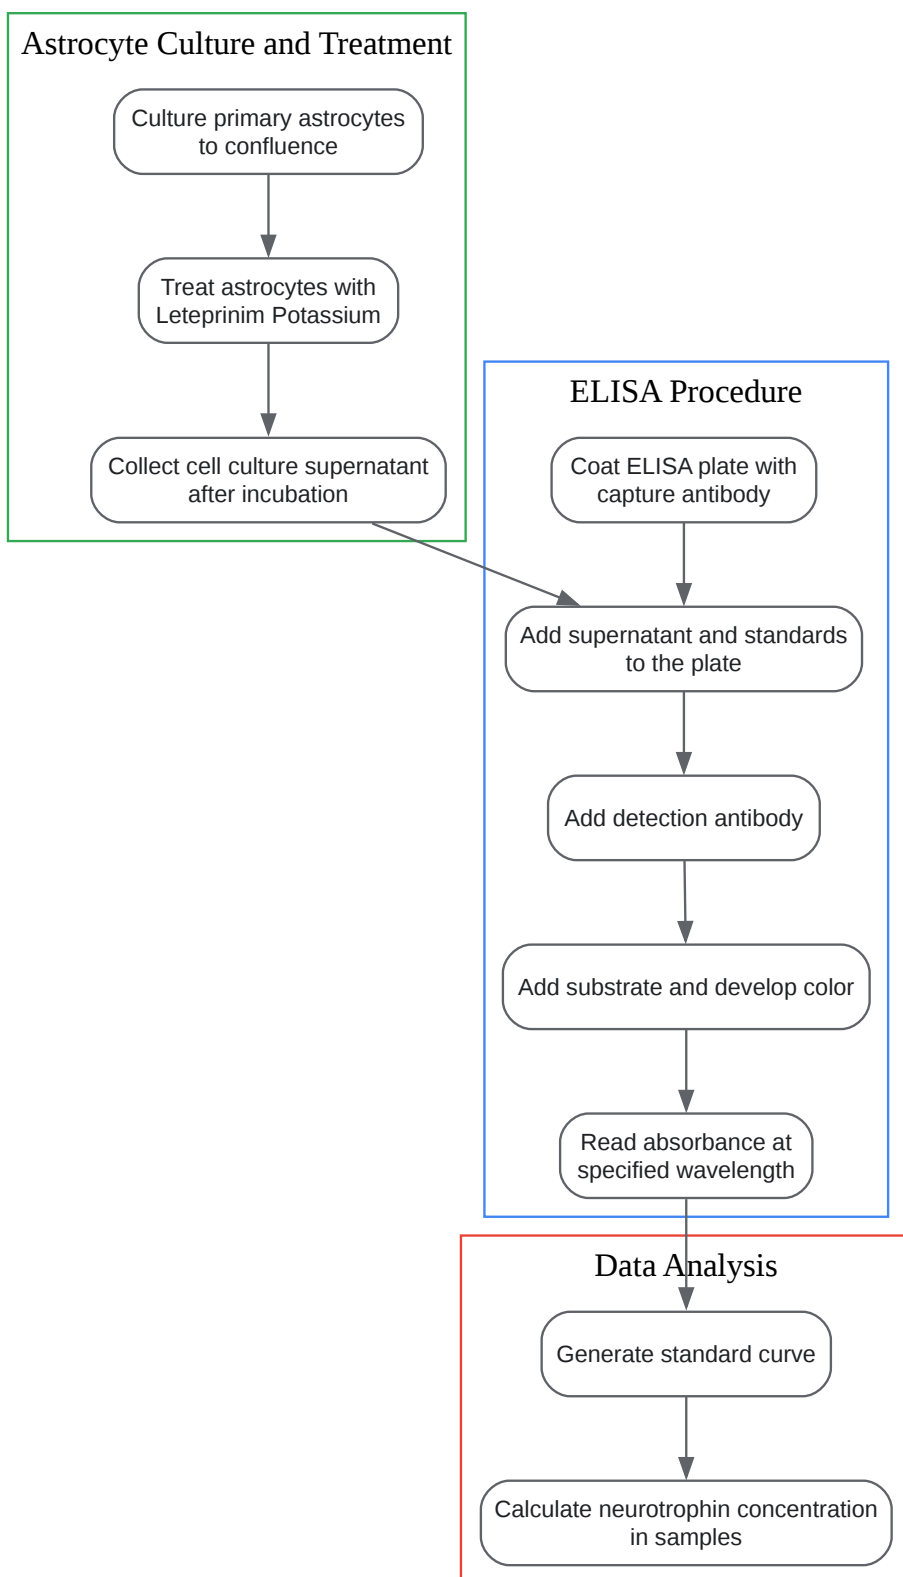 Astrocyte Culture and Treatment
Culture primary astrocytes
to confluence
Treat astrocytes with
Leteprinim Potassium
Collect cell culture supernatant
after incubation
ELISA Procedure
Coat ELISA plate with
capture antibody
Add supernatant and standards
to the plate
Add detection antibody
Add substrate and develop color
Read absorbance at
specified wavelength
Data Analysis
Generate standard curve
Calculate neurotrophin concentration
in samples